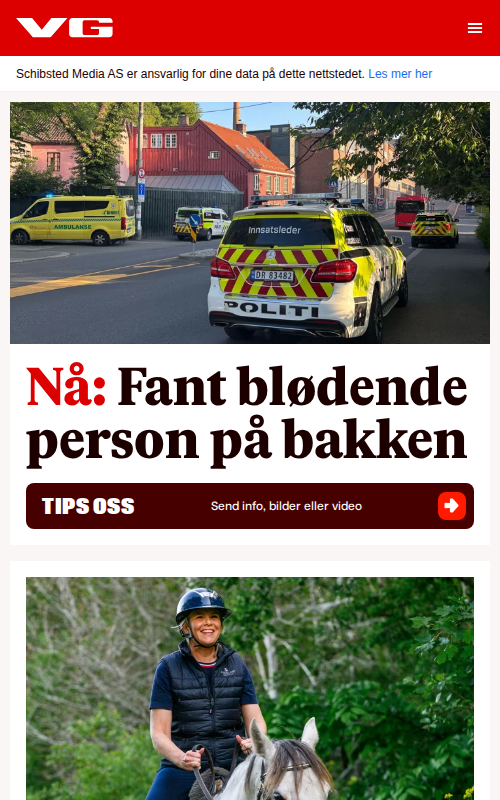 VG
Schibsted Media AS er ansvarlig for dine data på dette nettstedet. Les mer her
AMBULANSE
Innsatsleder
DR 83482
POLITI
Nå: Fant blødende
person på bakken
TIPS OSS
Send info, bilder eller video